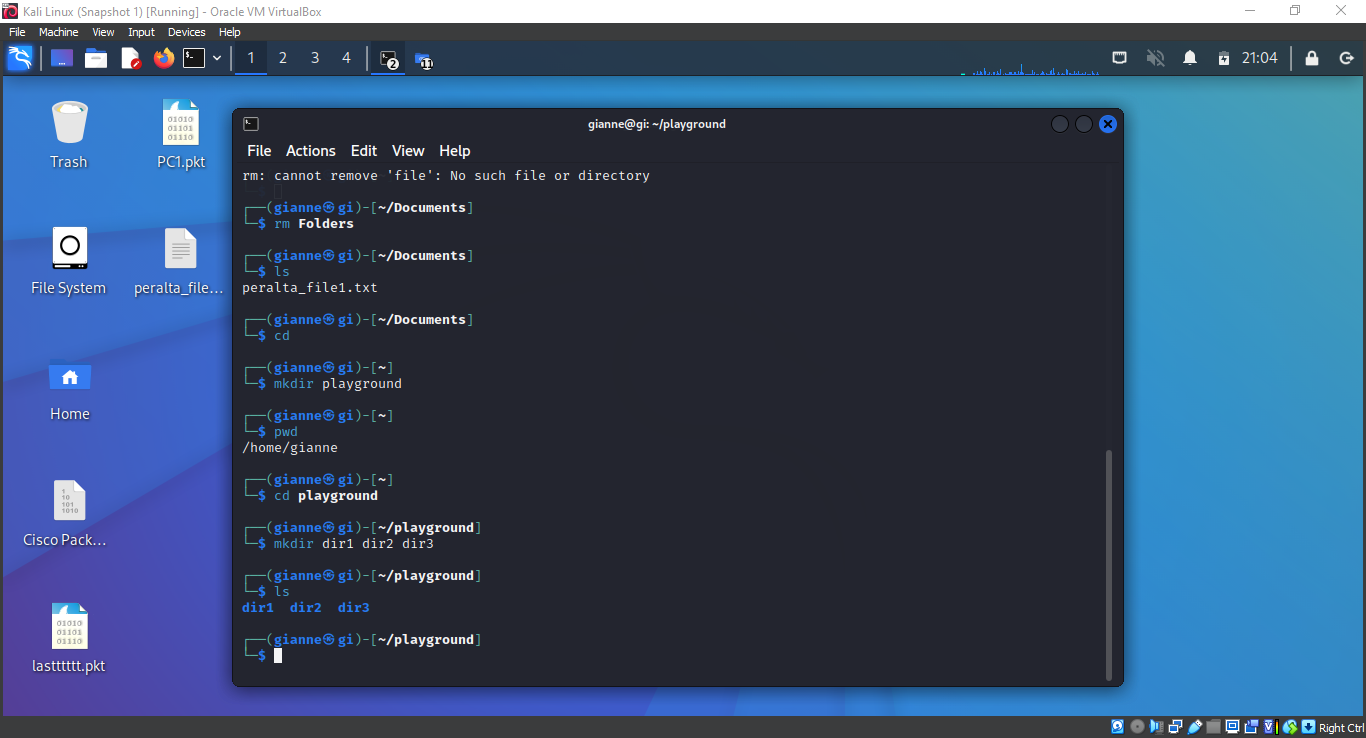 Kali Linux (Snapshot 1) [Running] - Oracle VM VirtualBox
File Machine View Input Devices Help
1 2 3 4 2 11 21:04
Trash
PC1.pkt
File System
peralta_file...
Home
Cisco Pack...
lastttttt.pkt
gianne@gi: ~/playground
File Actions Edit View Help
rm: cannot remove 'file': No such file or directory
┌──(gianne㉿gi)-[~/Documents]
└─$ rm Folders
┌──(gianne㉿gi)-[~/Documents]
└─$ ls
peralta_file1.txt
┌──(gianne㉿gi)-[~/Documents]
└─$ cd
┌──(gianne㉿gi)-[~]
└─$ mkdir playground
┌──(gianne㉿gi)-[~]
└─$ pwd
/home/gianne
┌──(gianne㉿gi)-[~]
└─$ cd playground
┌──(gianne㉿gi)-[~/playground]
└─$ mkdir dir1 dir2 dir3
┌──(gianne㉿gi)-[~/playground]
└─$ ls
dir1 dir2 dir3
┌──(gianne㉿gi)-[~/playground]
└─$
Right Ctrl